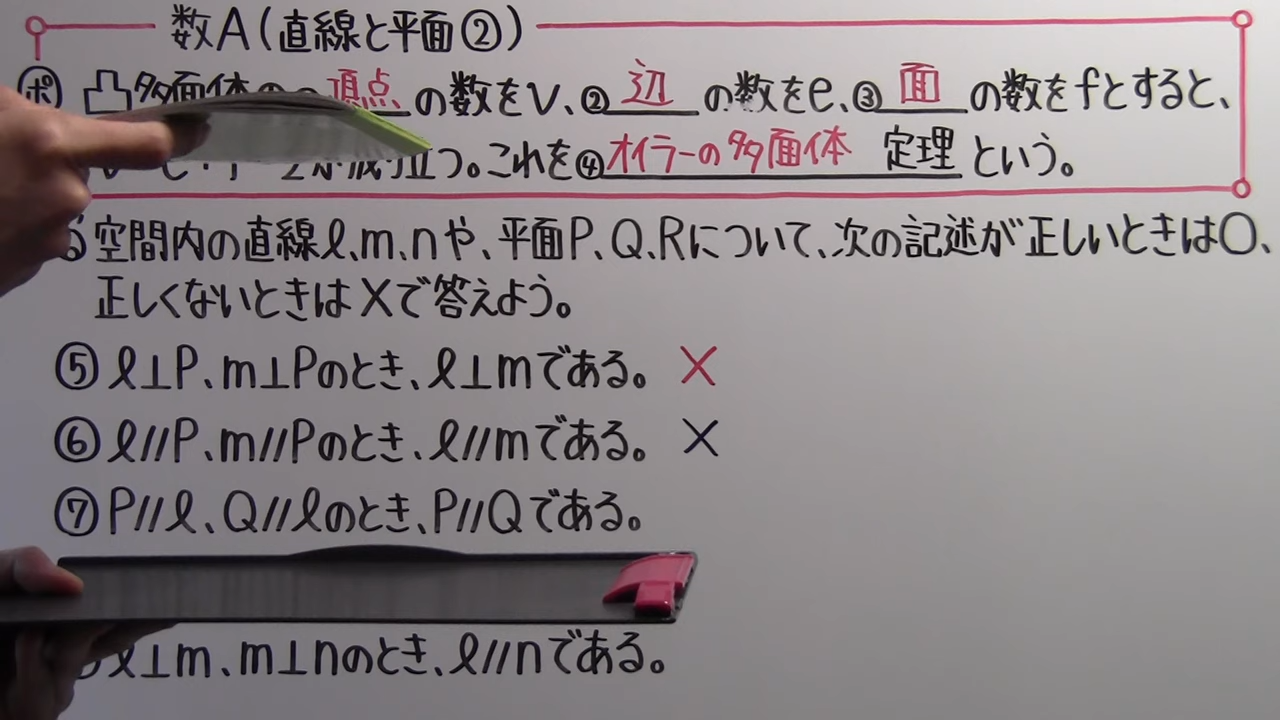 数A(直線と平面②)
ポ 凸多面体の 頂点 の数をv、② 辺 の数をe、③ 面 の数をfとすると、
が成り立つ。これを④オイラーの多面体 定理 という。
空間内の直線ℓ、m、nや、平面P、Q、Rについて、次の記述が正しいときは○、
正しくないときは×で答えよう。
⑤ ℓ⊥P、m⊥Pのとき、ℓ⊥mである。 ×
⑥ ℓ//P、m//Pのとき、ℓ//mである。 ×
⑦ P//ℓ、Q//ℓのとき、P//Qである。
ℓ⊥m、m⊥nのとき、ℓ//nである。